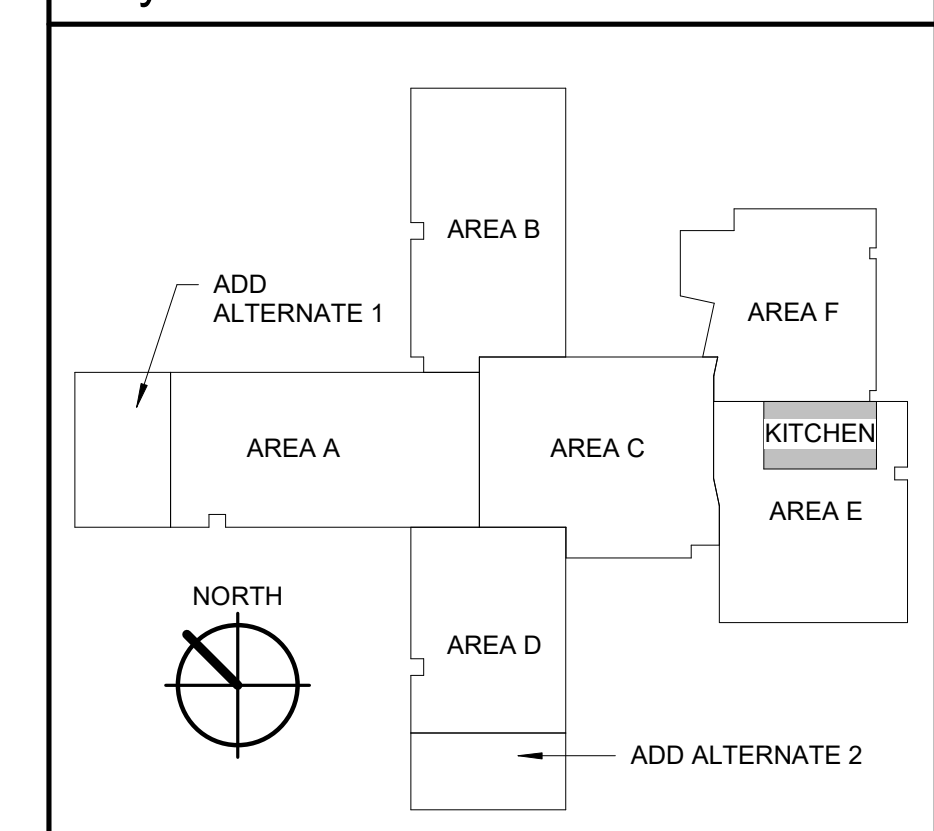 AREA B
ADD
ALTERNATE 1
AREA F
KITCHEN
AREA A
AREA C
AREA E
NORTH
AREA D
ADD ALTERNATE 2